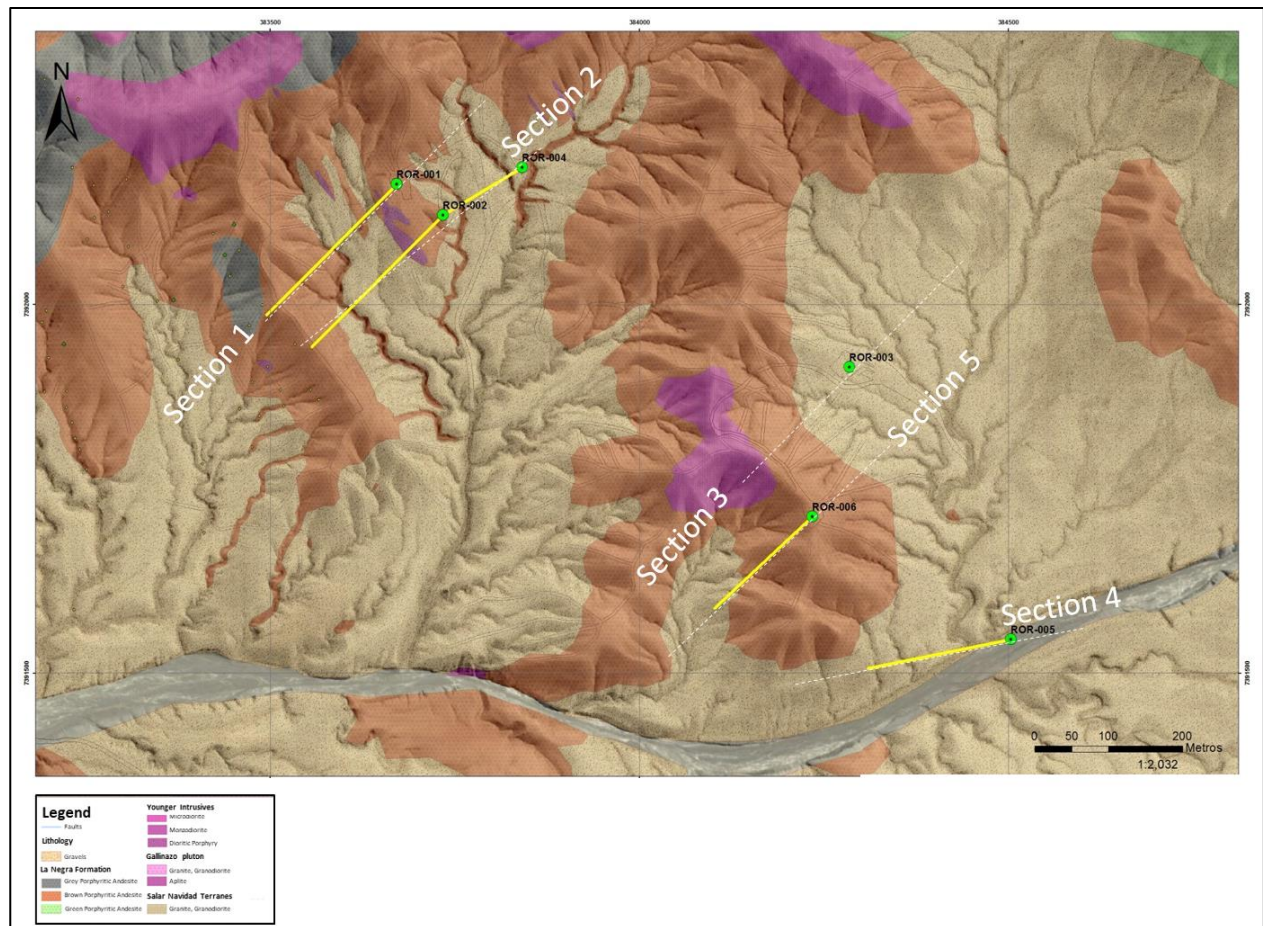 383500
384000
384500
N
Section 2
ROR-004
ROR-001
ROR-002
7392000
7392000
Section 1
ROR-003
Section 5
Section 3
ROR-006
Section 4
ROR-005
7391500
7391500
0 50 100 200
Metros
1:2,032
Legend
Faults
Lithology
Gravels
La Negra Formation
Grey Porphyritic Andesite
Brown Porphyritic Andesite
Green Porphyritic Andesite
Younger Intrusives
Microdiorite
Monzodiorite
Dioritic Porphyry
Gallinazo pluton
Granite, Granodiorite
Aplite
Salar Navidad Terranes
Granite, Granodiorite